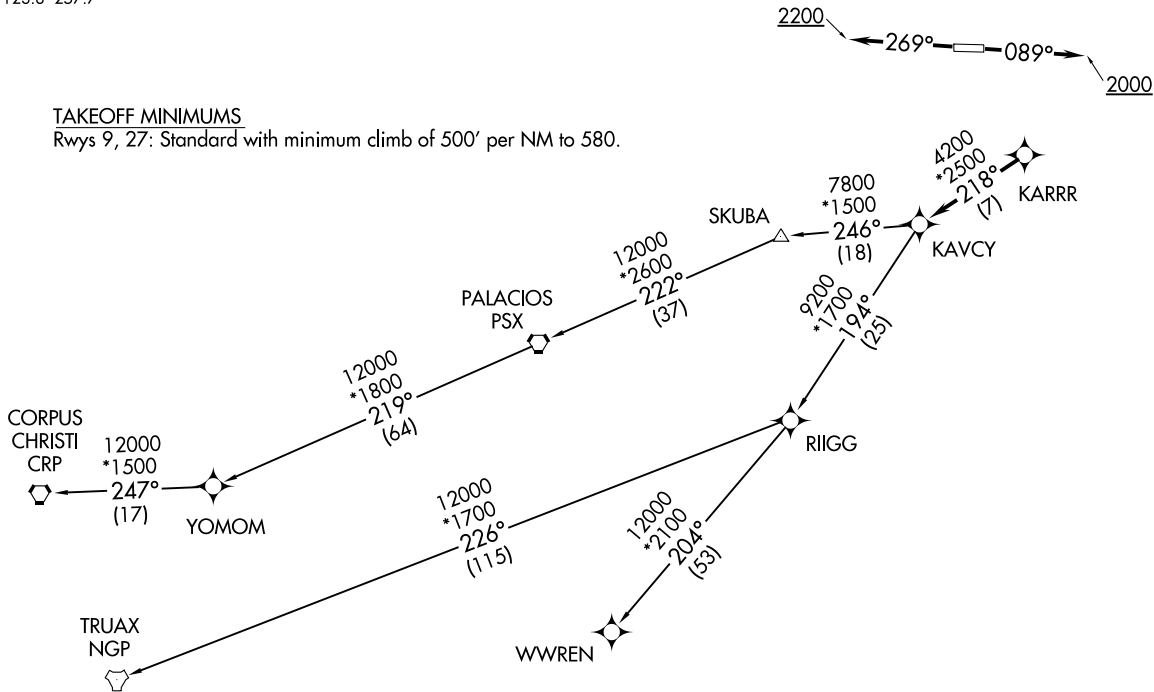 2200
269°
089°
2000
TAKEOFF MINIMUMS
Rwys 9, 27: Standard with minimum climb of 500' per NM to 580.
4200
*2500
218°
(7)
KARRR
7800
*1500
246°
(18)
SKUBA
KAVCY
12000
*2600
222°
(37)
PALACIOS
PSX
9200
*1700
194°
(25)
12000
*1800
219°
(64)
CORPUS
CHRISTI
CRP
12000
*1500
247°
(17)
YOMOM
RIIGG
12000
*1700
226°
(115)
12000
*2100
204°
(53)
TRUAX
NGP
WWREN